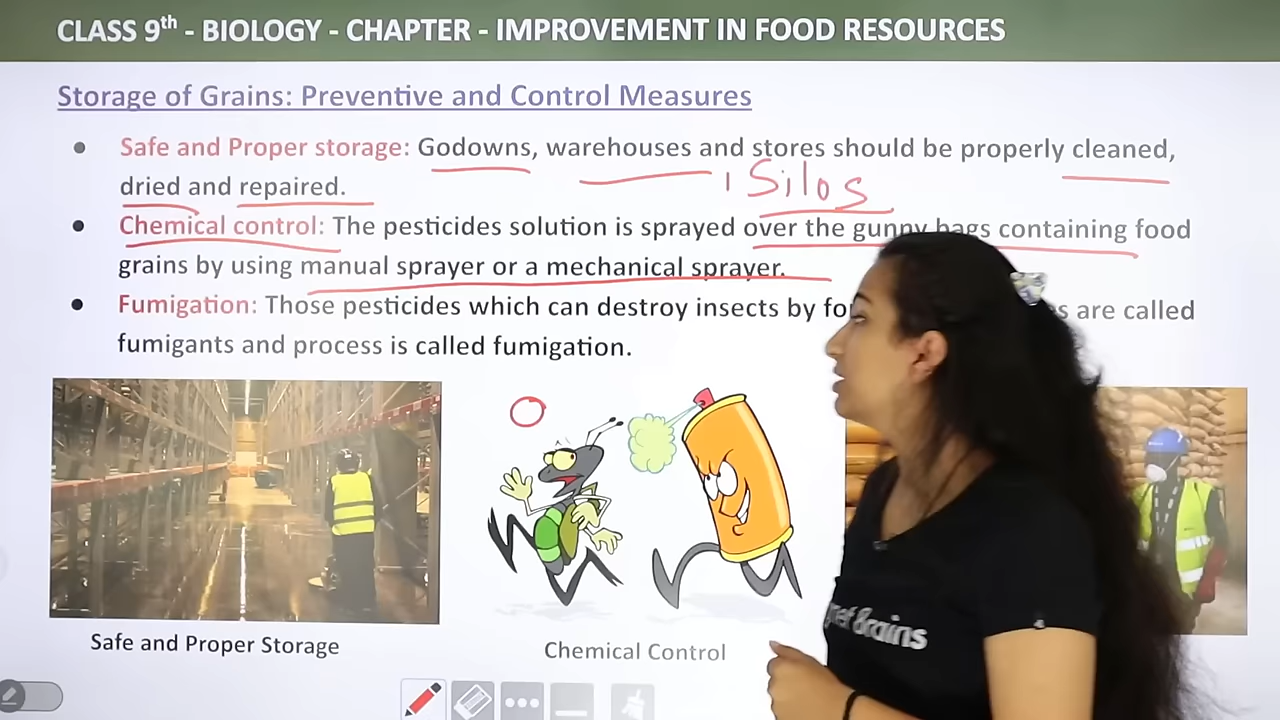 CLASS 9th - BIOLOGY - CHAPTER - IMPROVEMENT IN FOOD RESOURCES
Storage of Grains: Preventive and Control Measures
• Safe and Proper storage: Godowns, warehouses and stores should be properly cleaned,
dried and repaired.
, Silos
• Chemical control: The pesticides solution is sprayed over the gunny bags containing food
grains by using manual sprayer or a mechanical sprayer.
• Fumigation: Those pesticides which can destroy insects by are called
fumigants and process is called fumigation.
Safe and Proper Storage
Chemical Control
Brains